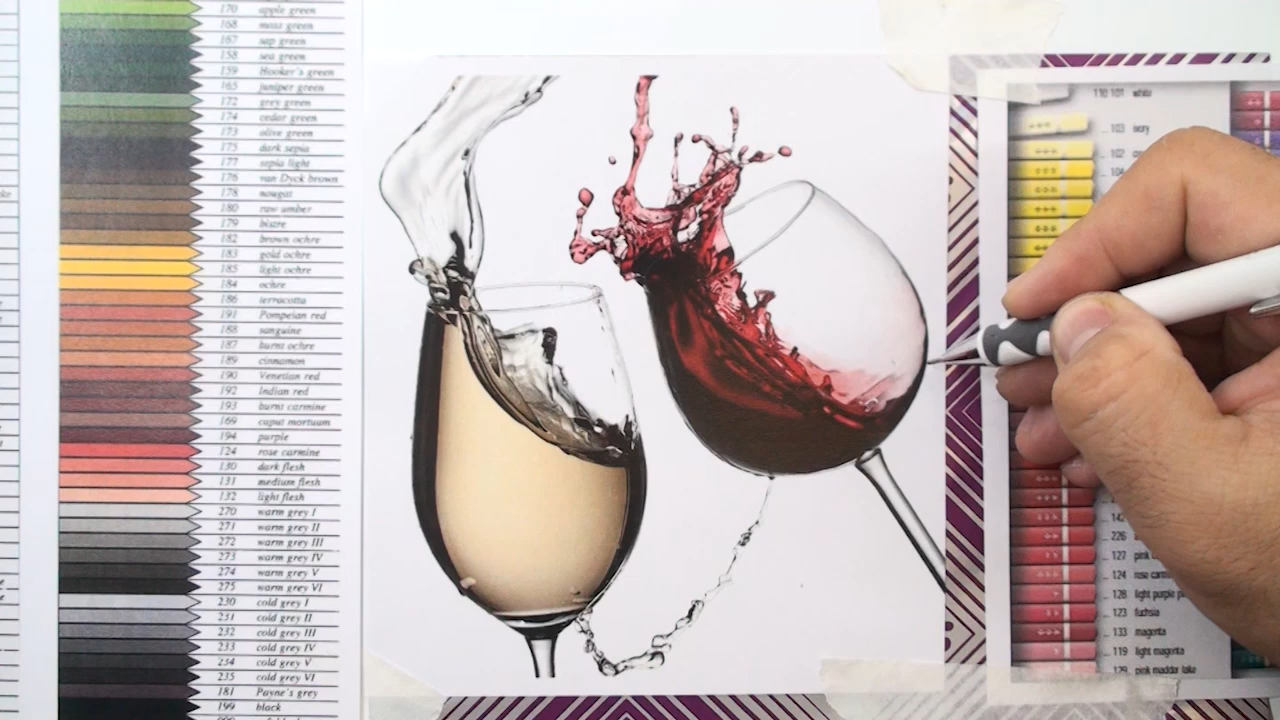 170 apple green
168 moss green
167 sap green
158 sea green
159 Hooker's green
165 juniper green
172 grey green
174 cedar green
173 olive green
175 dark sepia
177 sepia light
176 van Dyck brown
178 nougat
180 raw umber
179 bistre
182 brown ochre
183 gold ochre
185 light ochre
184 ochre
186 terracotta
191 Pompeian red
188 sanguine
187 burnt ochre
189 cinnamon
190 Venetian red
192 Indian red
193 burnt carmine
169 caput mortuum
194 purple
124 rose carmine
130 dark flesh
131 medium flesh
132 light flesh
270 warm grey I
271 warm grey II
272 warm grey III
273 warm grey IV
274 warm grey V
275 warm grey VI
230 cold grey I
231 cold grey II
232 cold grey III
233 cold grey IV
234 cold grey V
235 cold grey VI
181 Payne's grey
199 black
110 101 white
... 103 ivory
... 102
... 104
... 142
... 226
... 127 pink
... 124 rose
... 128 light purple
... 123 fuchsia
... 133 magenta
... 119 light magenta
... 129 pink madder lake